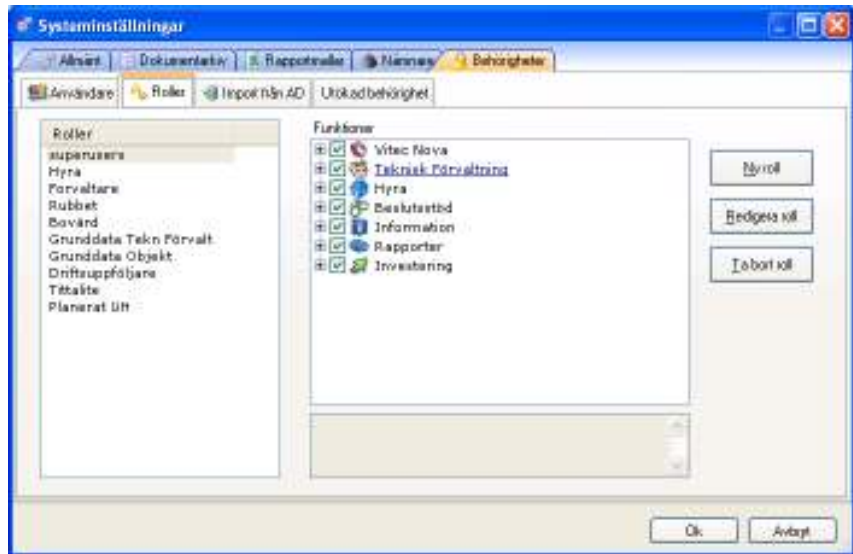 Systeminställningar
Allmänt Dokumentarkiv Rapportmallar Behörigheter
Användare Roller Import från AD Utökad behörighet
Roller
superusers
Hyra
Förvaltare
Rubbet
Bovärd
Grunddata Tekn Förvalt
Grunddata Objekt
Driftsuppföljare
Tittalite
Planerat UH
Funktioner
Vitec Nova
Teknisk Förvaltning
Hyra
Beslutsstöd
Information
Rapporter
Investering
Ny roll
Redigera roll
Ta bort roll
Ok Avbryt